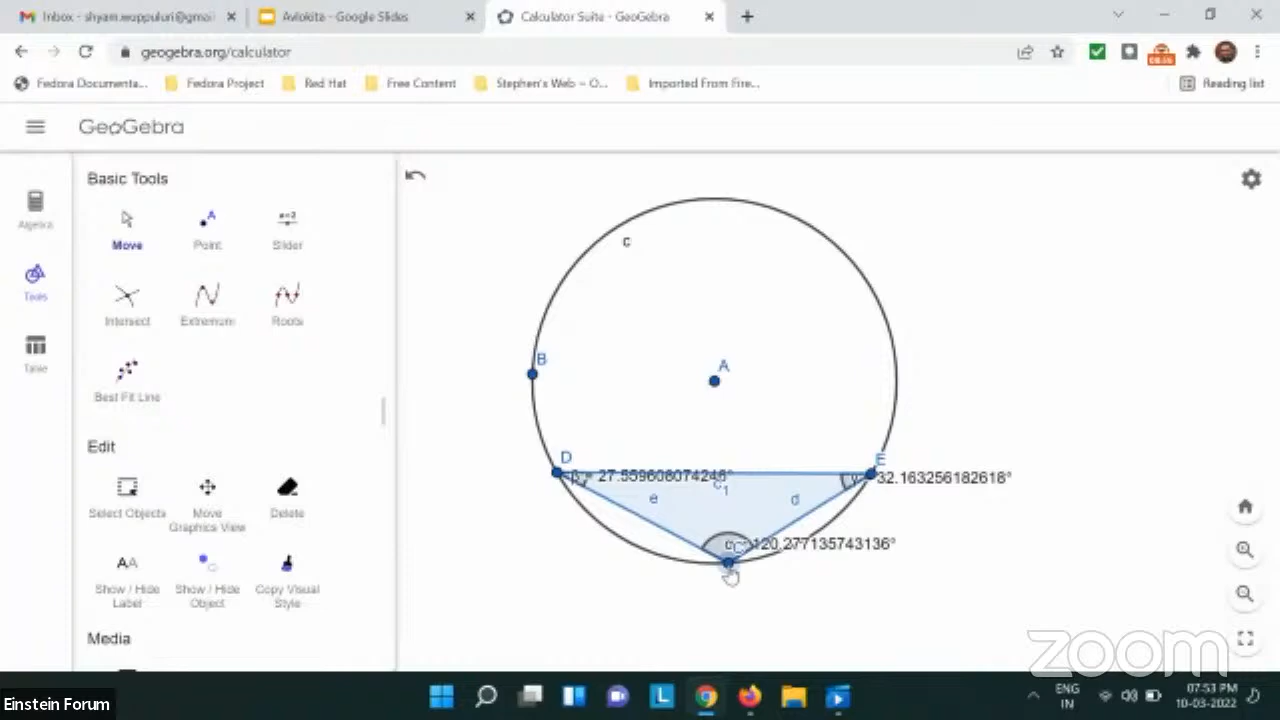 Inbox - shyam.wuppuluri@gmail
Avlokita - Google Slides
Calculator Suite - GeoGebra
geogebra.org/calculator
Fedora Documenta...
Fedora Project
Red Hat
Free Content
Stephen's Web ~ O...
Imported From Fire...
Reading list
GeoGebra
Algebra
Tools
Table
Basic Tools
Move
Point
Slider
Intersect
Extremum
Roots
Best Fit Line
Edit
Select Objects
Move
Graphics View
Delete
Show / Hide
Label
Show / Hide
Object
Copy Visual
Style
Media
c
B
A
D
E
32.163256182618°
e
d
120.277135743136°
zoom
Einstein Forum
ENG
IN
07:53 PM
10-03-2022